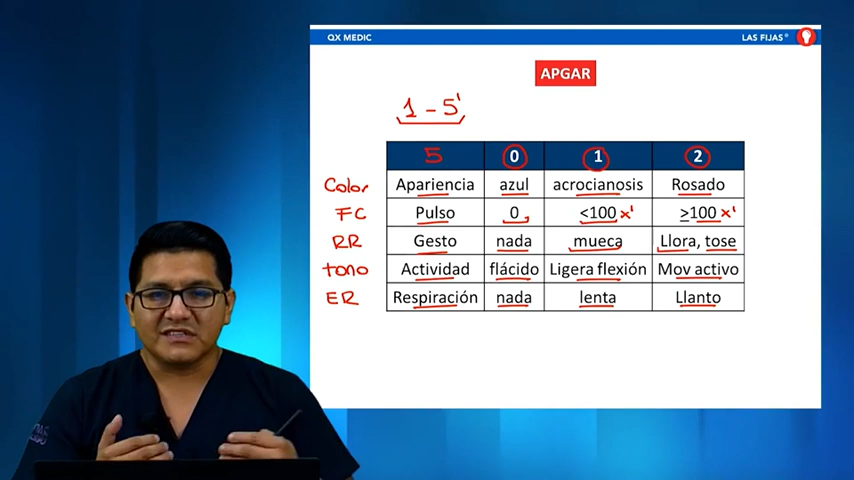 QX MEDIC LAS FIJAS®
APGAR
1 - 5'
5 0 1 2
Color Apariencia azul acrocianosis Rosado
FC Pulso 0 <100 x' ≥100 x'
RR Gesto nada mueca Llora, tose
tono Actividad flácido Ligera flexión Mov activo
ER Respiración nada lenta Llanto